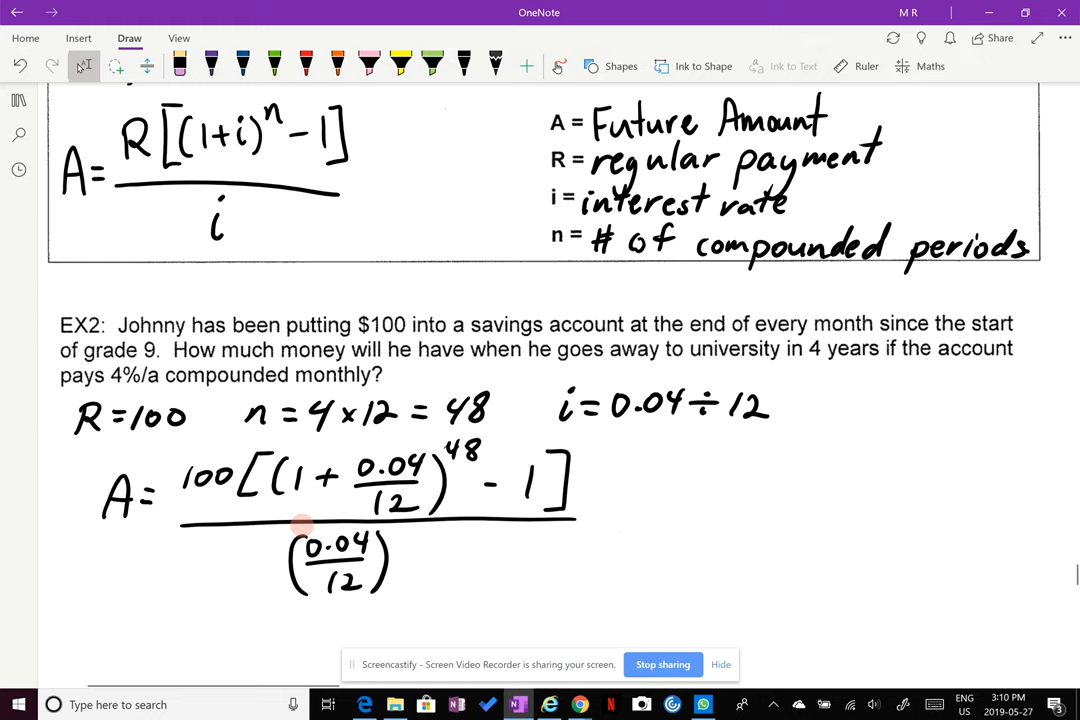 OneNote
M R
Home Insert Draw View
Share
Shapes Ink to Shape Ink to Text Ruler Maths
A = R[(1+i)^n - 1] / i
A = Future Amount
R = regular payment
i = interest rate
n = # of compounded periods
EX2: Johnny has been putting $100 into a savings account at the end of every month since the start
of grade 9. How much money will he have when he goes away to university in 4 years if the account
pays 4%/a compounded monthly?
R = 100 n = 4 × 12 = 48 i = 0.04 ÷ 12
A = 100[(1 + 0.04/12)^48 - 1] / (0.04/12)
Screencastify - Screen Video Recorder is sharing your screen. Stop sharing Hide
Type here to search
ENG
US
3:10 PM
2019-05-27
3